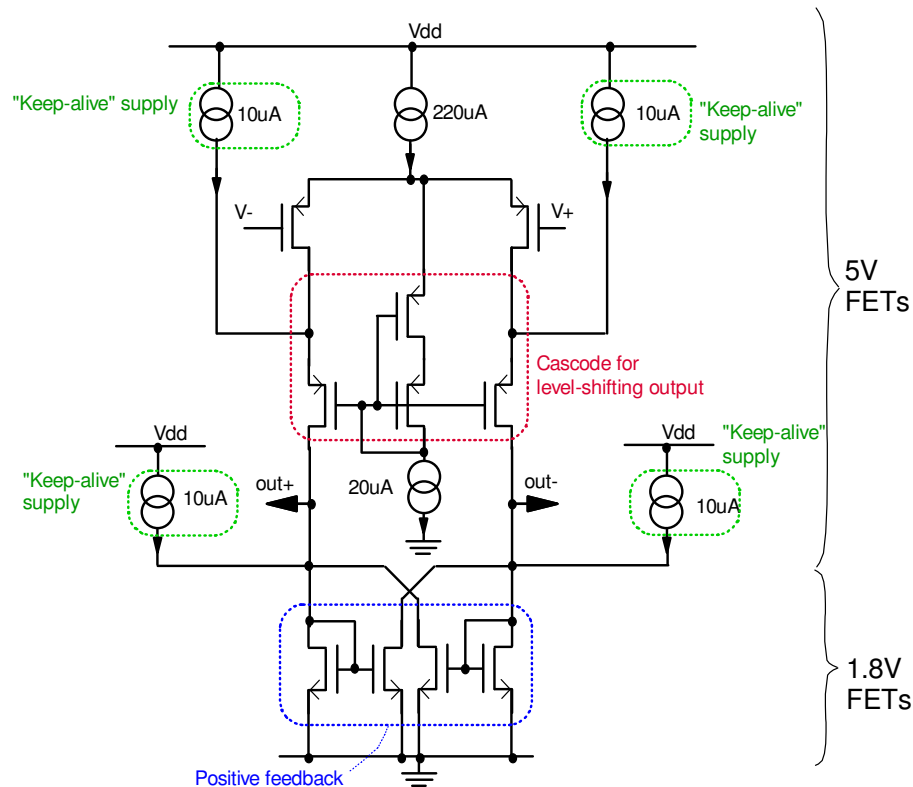 Vdd
"Keep-alive" supply
10uA
220uA
10uA
"Keep-alive"
supply
V-
V+
5V
FETs
Cascode for
level-shifting output
Vdd
"Keep-alive"
supply
10uA
out+
20uA
out-
Vdd
"Keep-alive"
supply
10uA
1.8V
FETs
Positive feedback